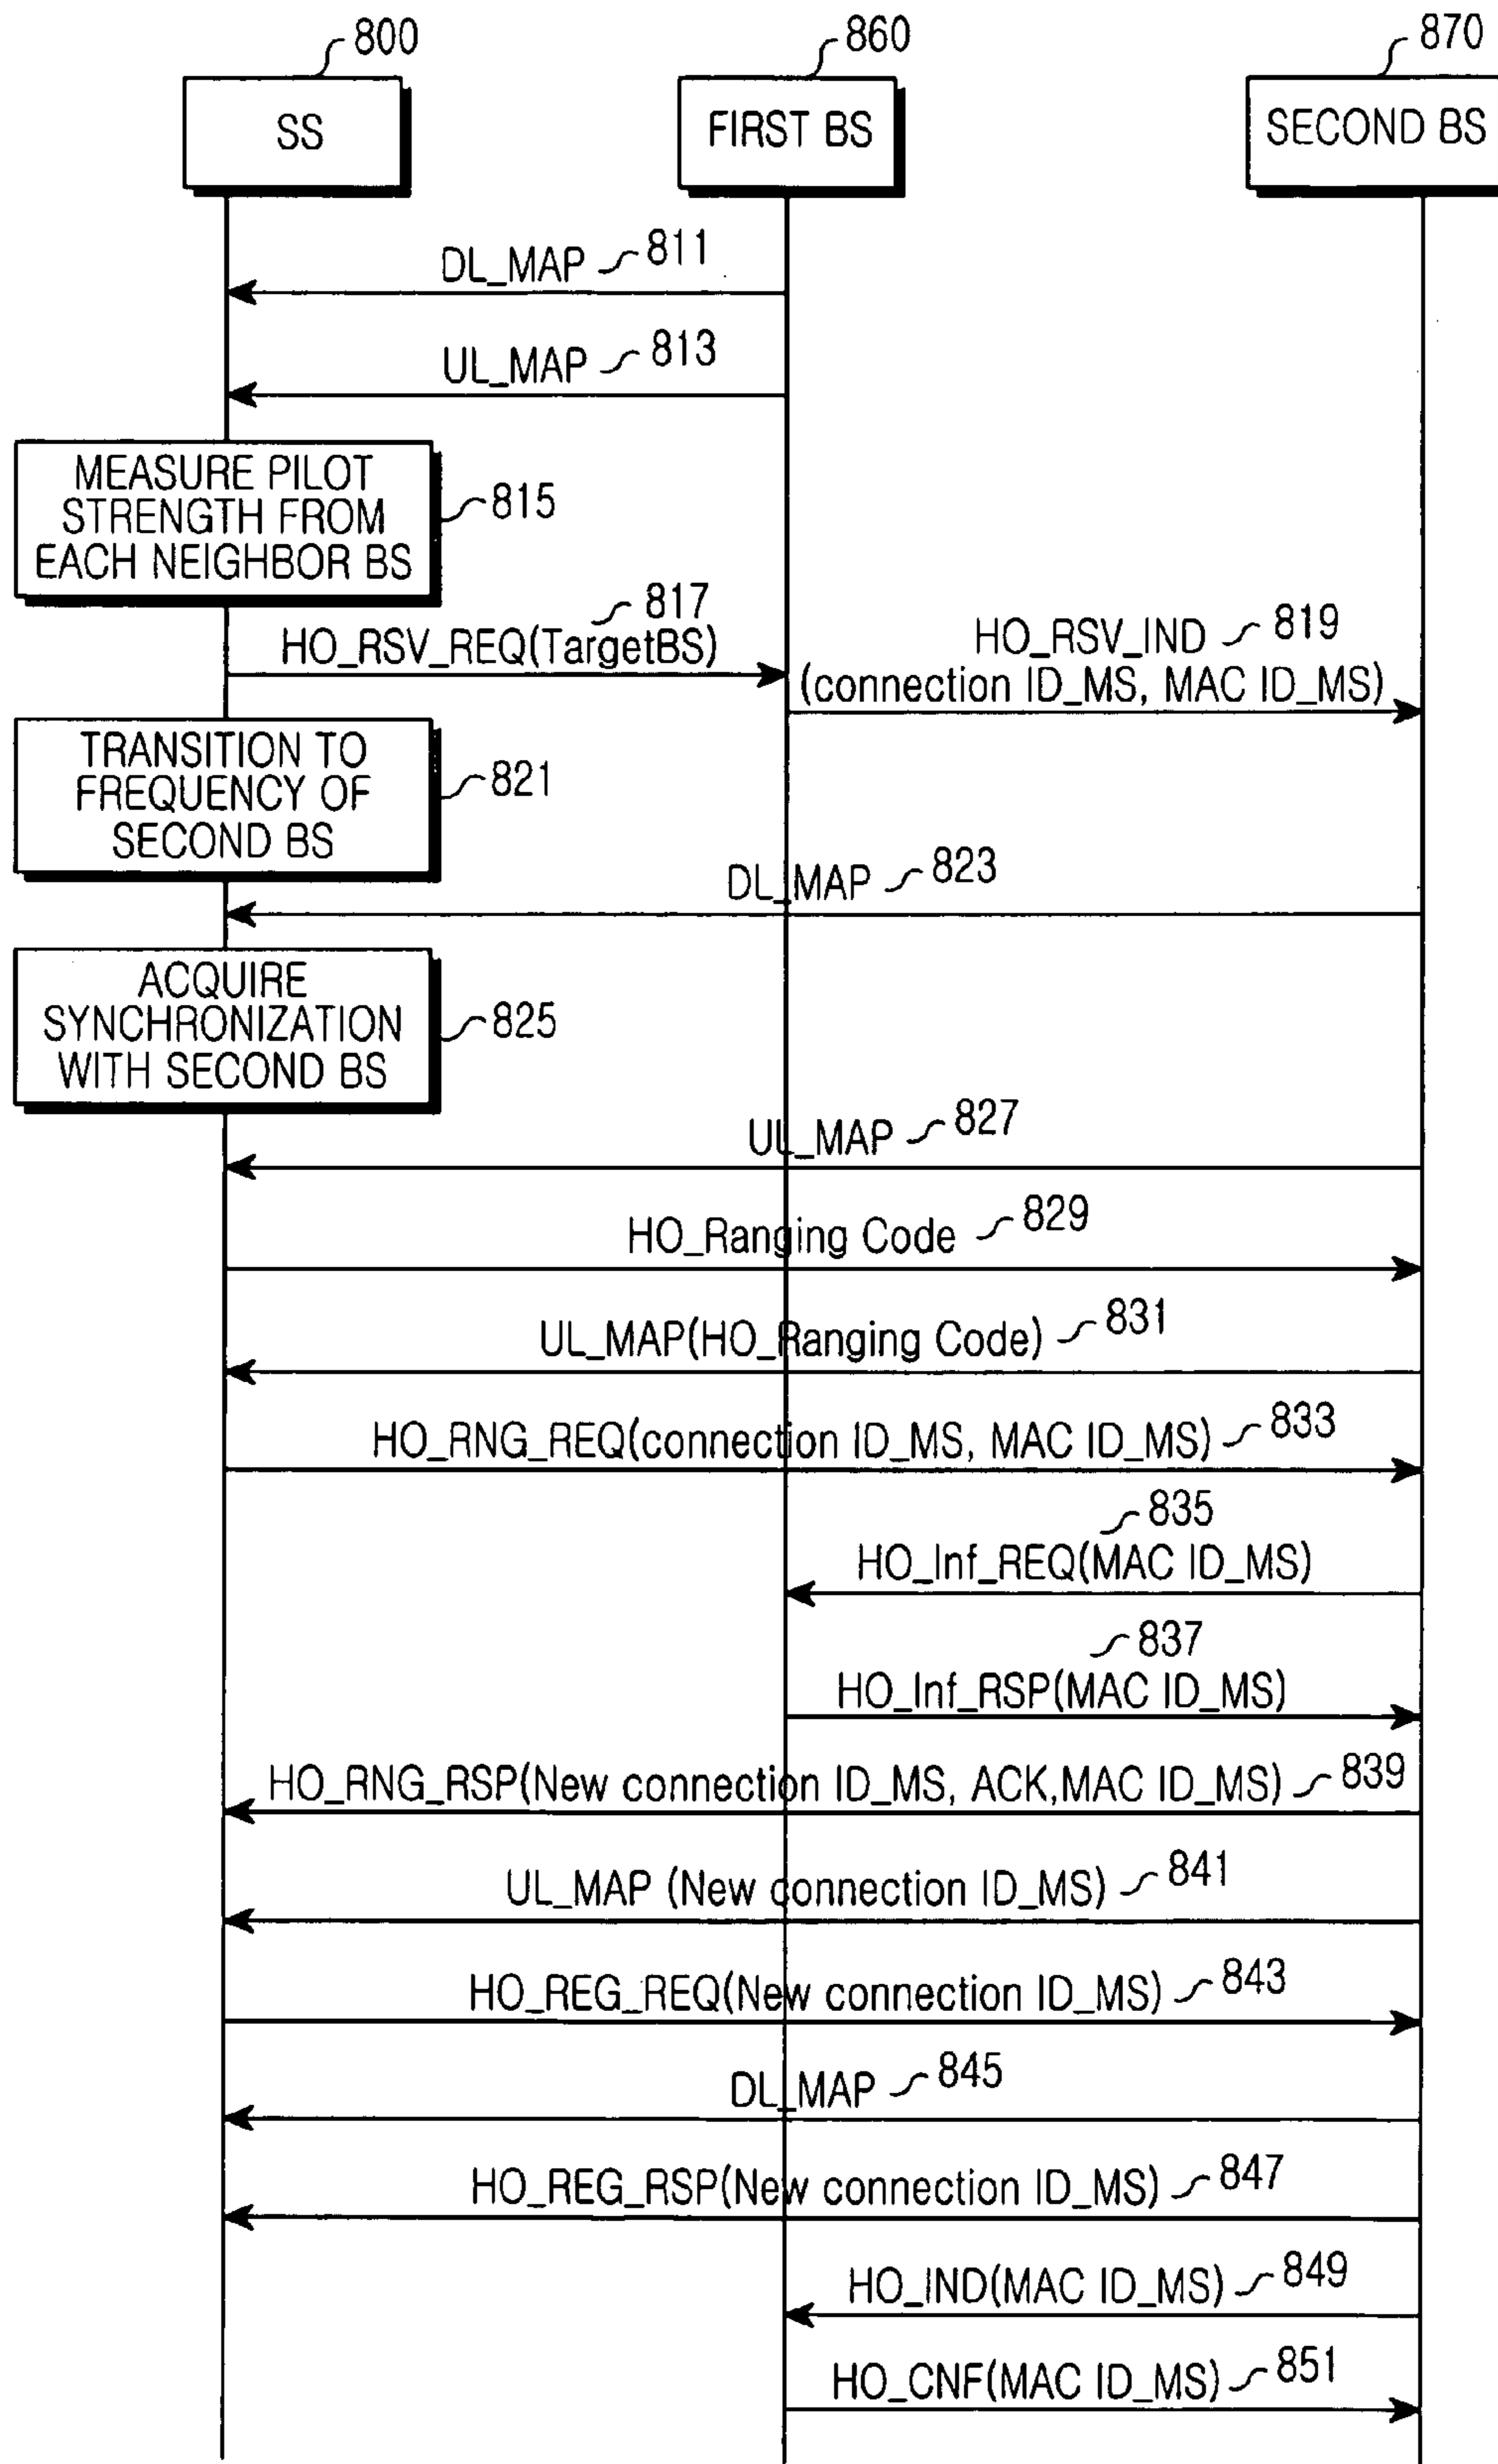 800
860
870
SS
FIRST BS
SECOND BS
DL_MAP 811
UL_MAP 813
MEASURE PILOT
STRENGTH FROM
EACH NEIGHBOR BS
815
817
HO_RSV_REQ(TargetBS)
HO_RSV_IND 819
(connection ID_MS, MAC ID_MS)
TRANSITION TO
FREQUENCY OF
SECOND BS
821
DL_MAP 823
ACQUIRE
SYNCHRONIZATION
WITH SECOND BS
825
UL_MAP 827
HO_Ranging Code 829
UL_MAP(HO_Ranging Code) 831
HO_RNG_REQ(connection ID_MS, MAC ID_MS) 833
835
HO_Inf_REQ(MAC ID_MS)
837
HO_Inf_RSP(MAC ID_MS)
HO_RNG_RSP(New connection ID_MS, ACK,MAC ID_MS) 839
UL_MAP (New connection ID_MS) 841
HO_REG_REQ(New connection ID_MS) 843
DL_MAP 845
HO_REG_RSP(New connection ID_MS) 847
HO_IND(MAC ID_MS) 849
HO_CNF(MAC ID_MS) 851